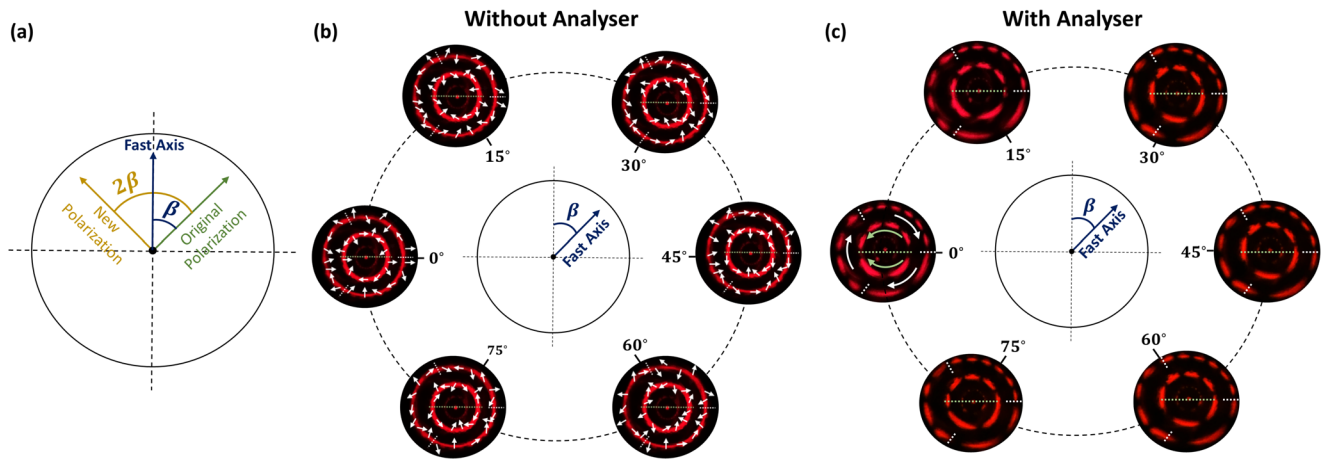 (a)
Fast Axis
2β
β
New
Polarization
Original
Polarization
Without Analyser
(b)
15°
30°
0°
β
Fast Axis
45°
75°
60°
With Analyser
(c)
15°
30°
0°
β
Fast Axis
45°
75°
60°